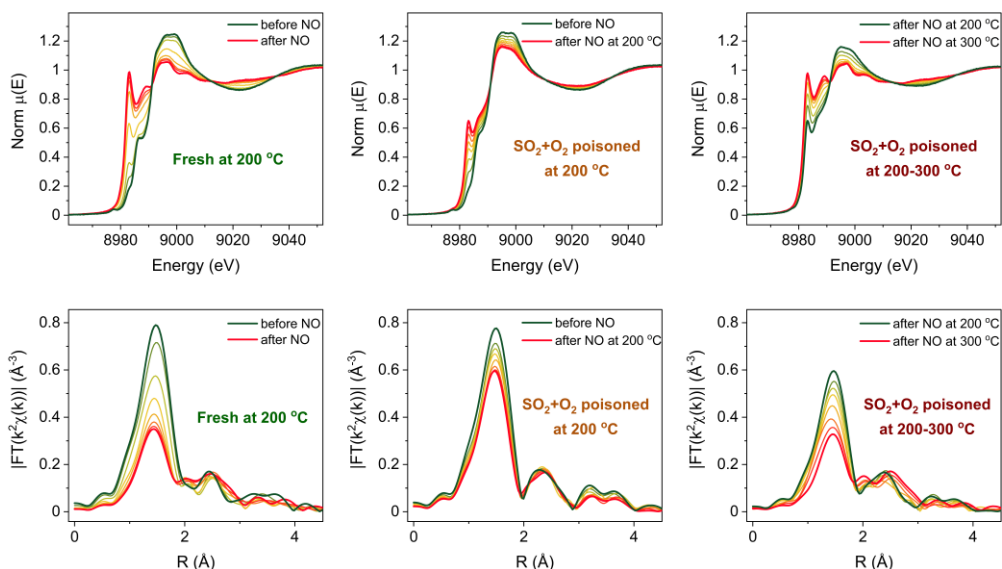 before NO
after NO
Fresh at 200 °C
Norm μ(E)
1.2
1
0.8
0.6
0.4
0.2
0
8980 9000 9020 9040
Energy (eV)
before NO
after NO at 200 °C
SO₂+O₂ poisoned
at 200 °C
Norm μ(E)
1.2
1
0.8
0.6
0.4
0.2
0
8980 9000 9020 9040
Energy (eV)
after NO at 200 °C
after NO at 300 °C
SO₂+O₂ poisoned
at 200-300 °C
Norm μ(E)
1.2
1
0.8
0.6
0.4
0.2
0
8980 9000 9020 9040
Energy (eV)
before NO
after NO
Fresh at 200 °C
|FT(k²χ(k))| (Å⁻³)
0.8
0.6
0.4
0.2
0
0 2 4
R (Å)
before NO
after NO at 200 °C
SO₂+O₂ poisoned
at 200 °C
|FT(k²χ(k))| (Å⁻³)
0.8
0.6
0.4
0.2
0
0 2 4
R (Å)
after NO at 200 °C
after NO at 300 °C
SO₂+O₂ poisoned
at 200-300 °C
|FT(k²χ(k))| (Å⁻³)
0.8
0.6
0.4
0.2
0
0 2 4
R (Å)